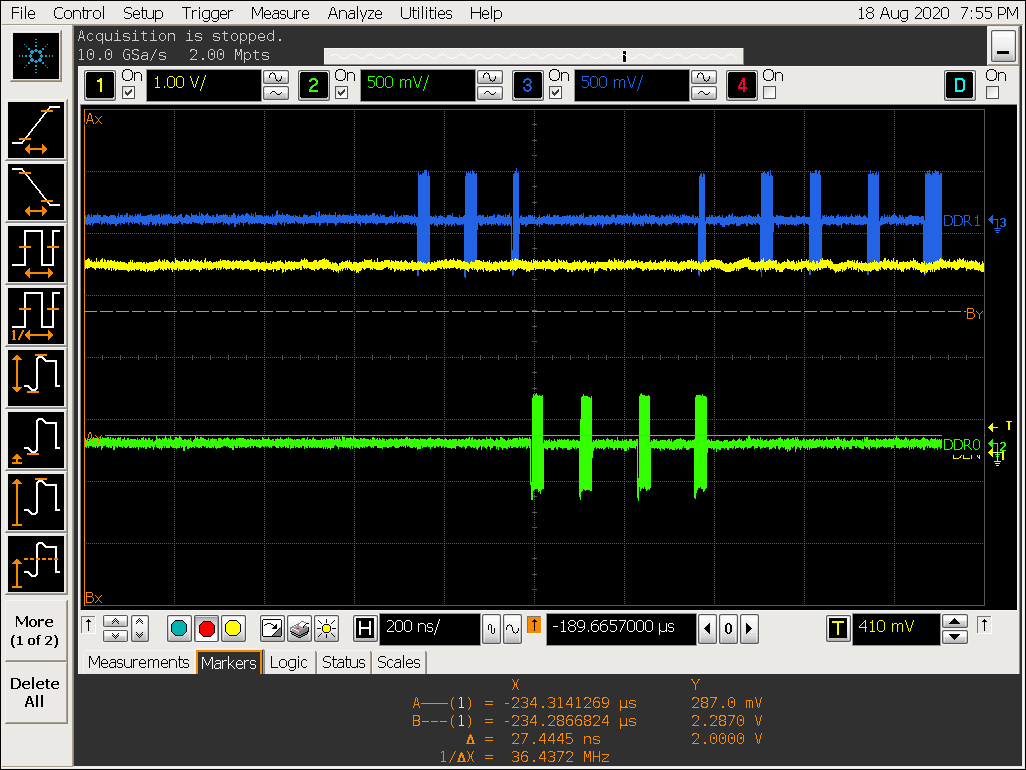 File Control Setup Trigger Measure Analyze Utilities Help 18 Aug 2020 7:55 PM
Acquisition is stopped.
10.0 GSa/s 2.00 Mpts
1 On 1.00 V/ 2 On 500 mV/ 3 On 500 mV/ 4 On D On
Ax
DDR1 3
By
T
Ax
DDR0 2
1
Bx
1/
More
(1 of 2)
Delete
All
H 200 ns/ -189.6657000 µs 0 T 410 mV
Measurements Markers Logic Status Scales
X Y
A——(1) = -234.3141269 µs 287.0 mV
B---(1) = -234.2866824 µs 2.2870 V
Δ = 27.4445 ns 2.0000 V
1/ΔX = 36.4372 MHz